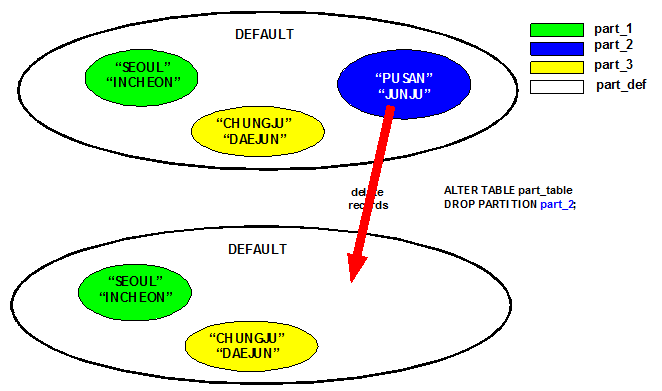 DEFAULT
“SEOUL”
“INCHEON”
“PUSAN”
“JUNJU”
“CHUNGJU”
“DAEJUN”
part_1
part_2
part_3
part_def
delete
records
ALTER TABLE part_table
DROP PARTITION part_2;
DEFAULT
“SEOUL”
“INCHEON”
“CHUNGJU”
“DAEJUN”